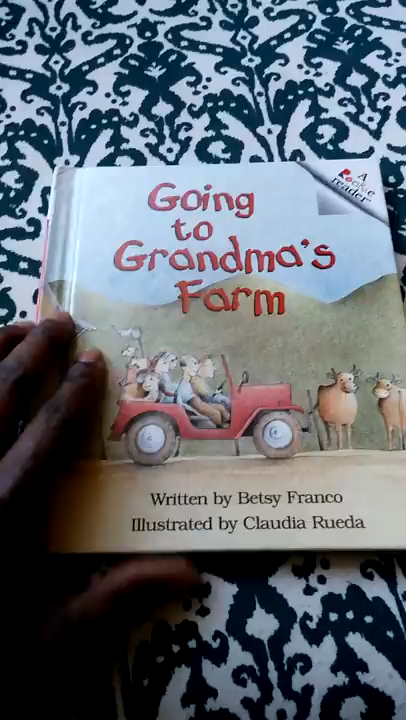 Going
to
Grandma's
Farm
A
Rookie
reader
Written by Betsy Franco
Illustrated by Claudia Rueda